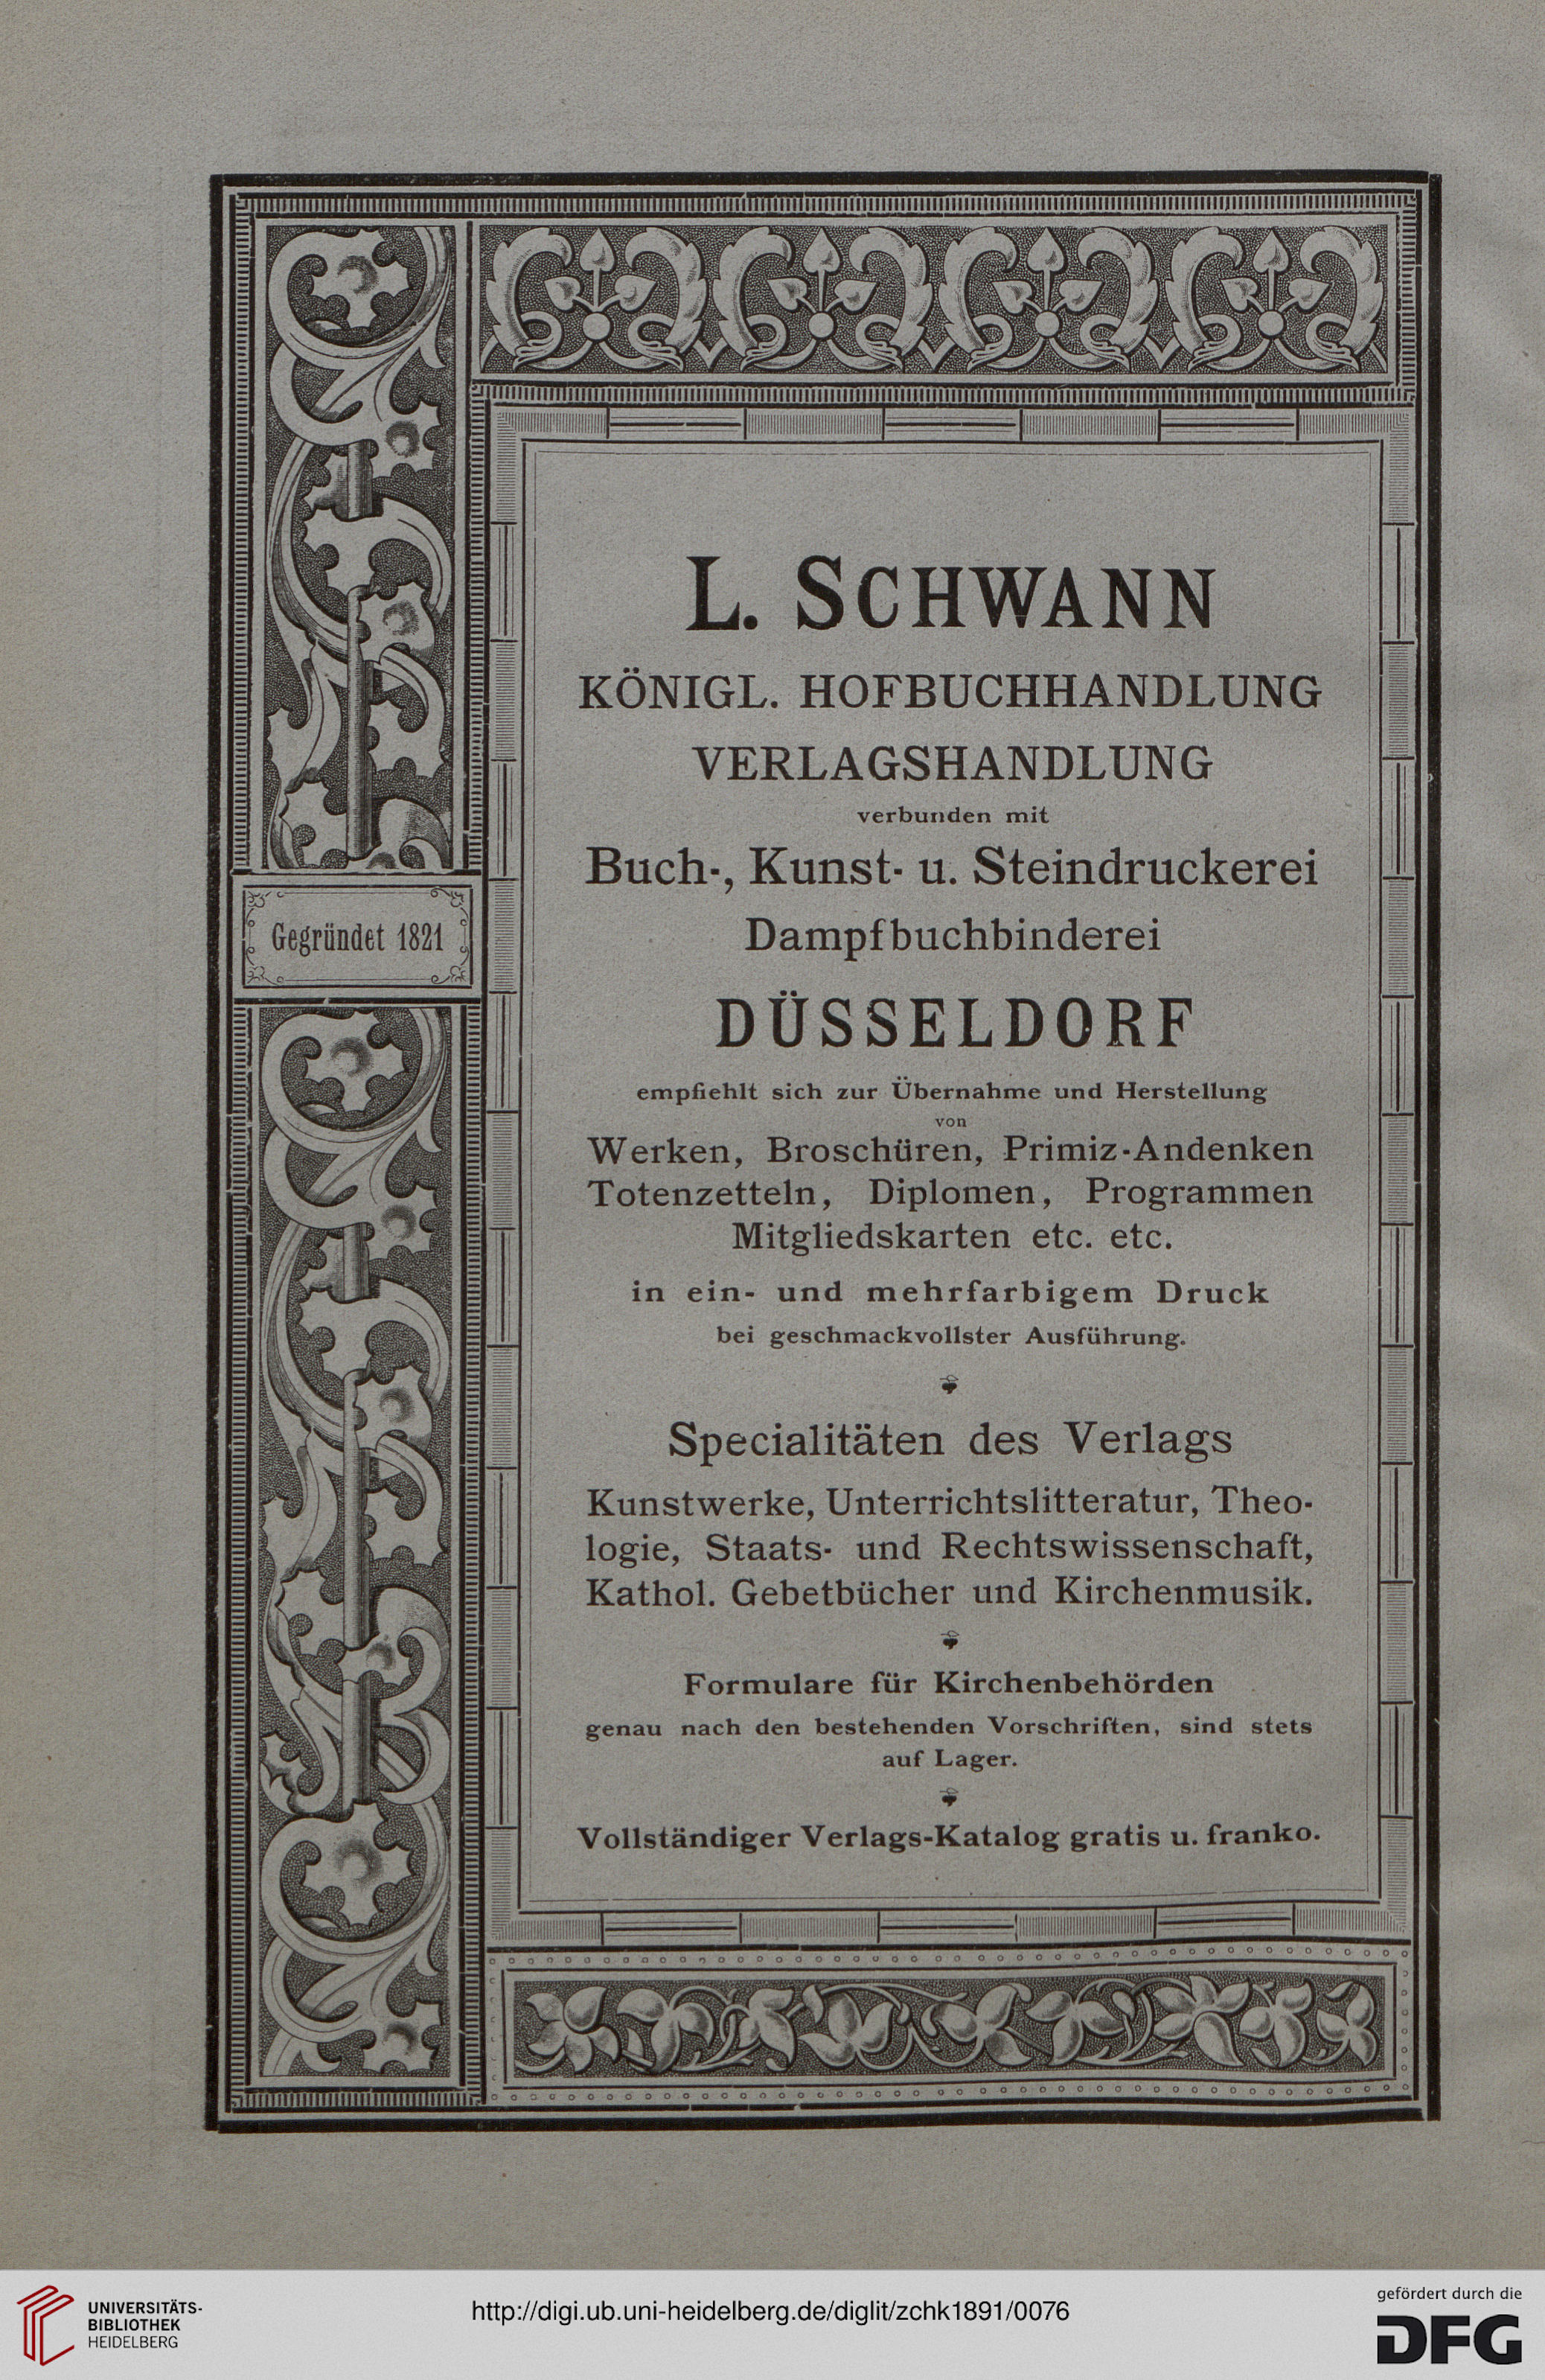 L. SCHWANN
KÖNIGL. HOFBUCHHANDLUNG
VERLAGSHANDLUNG
verbunden mit
Buch-, Kunst- u. Steindruckerei
Dampfbuchbinderei
Gegründet 1821
DÜSSELDORF
empfiehlt sich zur Übernahme und Herstellung
von
Werken, Broschüren, Primiz-Andenken
Totenzetteln, Diplomen, Programmen
Mitgliedskarten etc. etc.
in ein- und mehrfarbigem Druck
bei geschmackvollster Ausführung.
Specialitäten des Verlags
Kunstwerke, Unterrichtslitteratur, Theo-
logie, Staats- und Rechtswissenschaft,
Kathol. Gebetbücher und Kirchenmusik.
Formulare für Kirchenbehörden
genau nach den bestehenden Vorschriften, sind stets
auf Lager.
Vollständiger Verlags-Katalog gratis u. franko.
UNIVERSITÄTS-
BIBLIOTHEK
HEIDELBERG
http://digi.ub.uni-heidelberg.de/diglit/zchk1891/0076
gefördert durch die
DFG